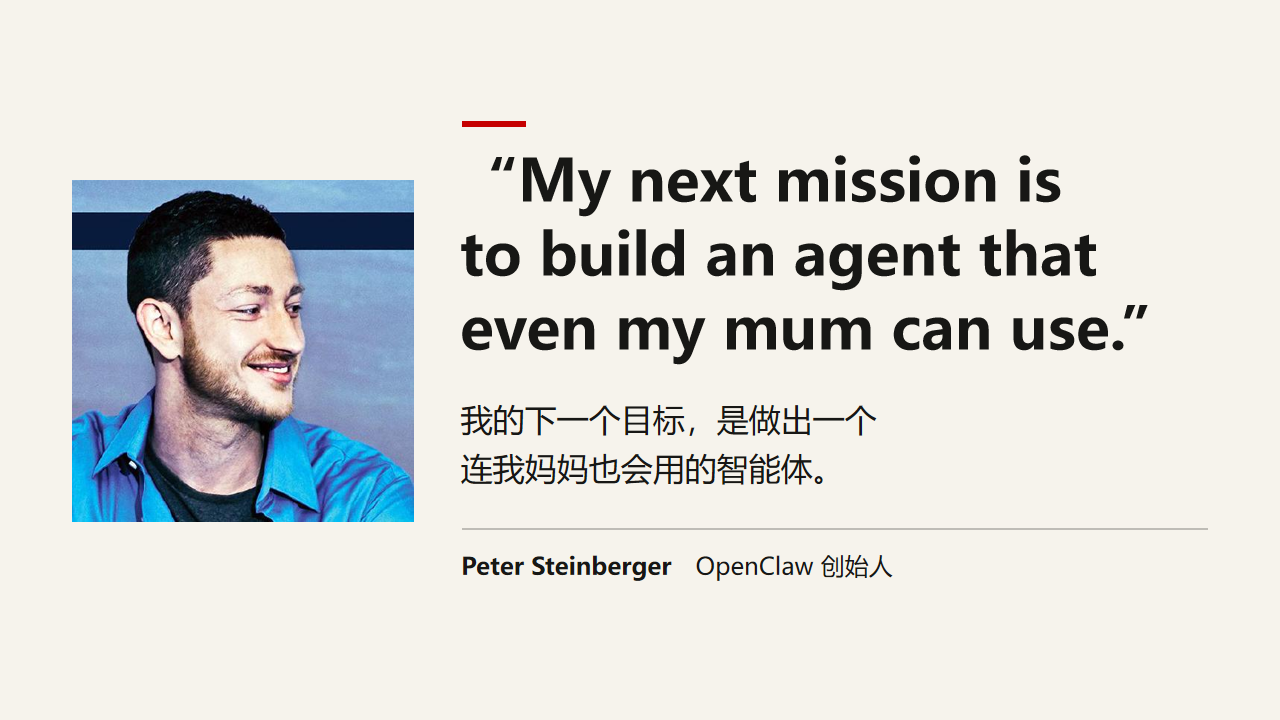 “My next mission is
to build an agent that
even my mum can use.”
我的下一个目标，是做出一个
连我妈妈也会用的智能体。
Peter Steinberger OpenClaw 创始人